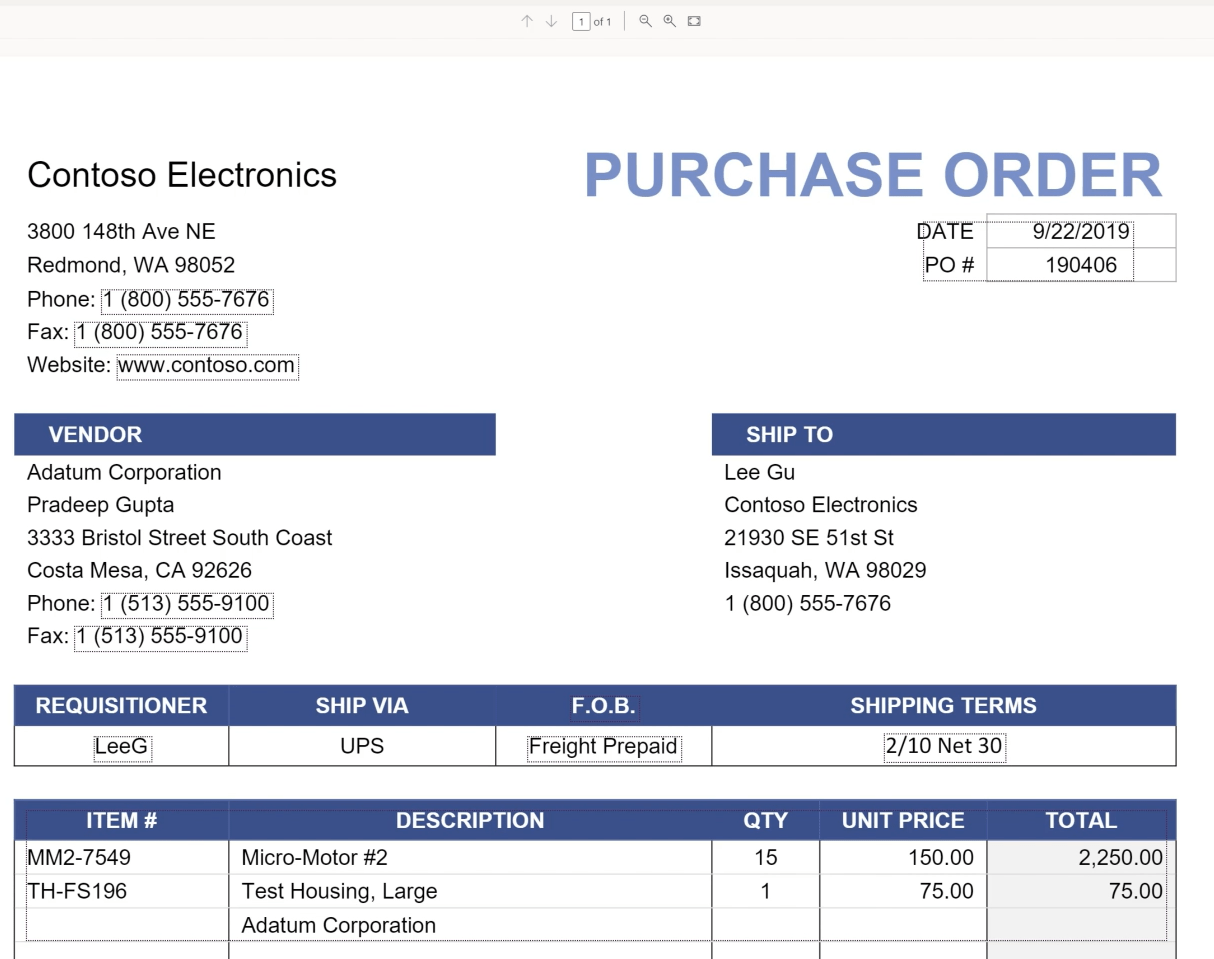 1 of 1
Contoso Electronics
PURCHASE ORDER
3800 148th Ave NE
DATE 9/22/2019
Redmond, WA 98052
PO # 190406
Phone: 1 (800) 555-7676
Fax: 1 (800) 555-7676
Website: www.contoso.com
VENDOR
Adatum Corporation
Pradeep Gupta
3333 Bristol Street South Coast
Costa Mesa, CA 92626
Phone: 1 (513) 555-9100
Fax: 1 (513) 555-9100
SHIP TO
Lee Gu
Contoso Electronics
21930 SE 51st St
Issaquah, WA 98029
1 (800) 555-7676
REQUISITIONER SHIP VIA F.O.B. SHIPPING TERMS
LeeG UPS Freight Prepaid 2/10 Net 30
ITEM # DESCRIPTION QTY UNIT PRICE TOTAL
MM2-7549 Micro-Motor #2 15 150.00 2,250.00
TH-FS196 Test Housing, Large 1 75.00 75.00
Adatum Corporation